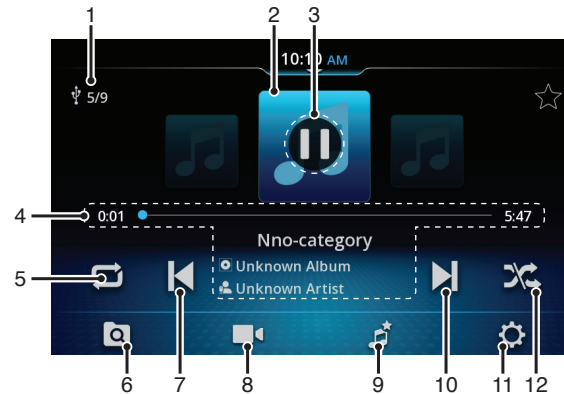 1 2 3
10:10 AM
5/9
4 0:01 5:47
Nno-category
Unknown Album
Unknown Artist
5
6 7 8 9 10 11 12